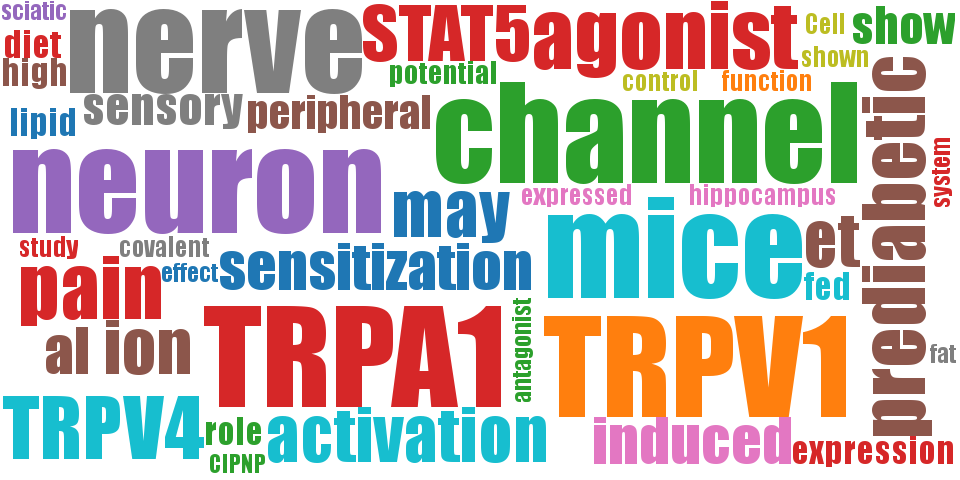 sciatic
nerve
STAT5
agonist
Cell
show
diet
shown
high
potential
control
function
sensory
peripheral
channel
prediabetic
lipid
system
neuron
may
expressed
hippocampus
mice
et
study
covalent
sensitization
pain
effect
fed
antagonist
al ion
TRPA1
TRPV1
fat
TRPV4
role
activation
induced
expression
CIPNP